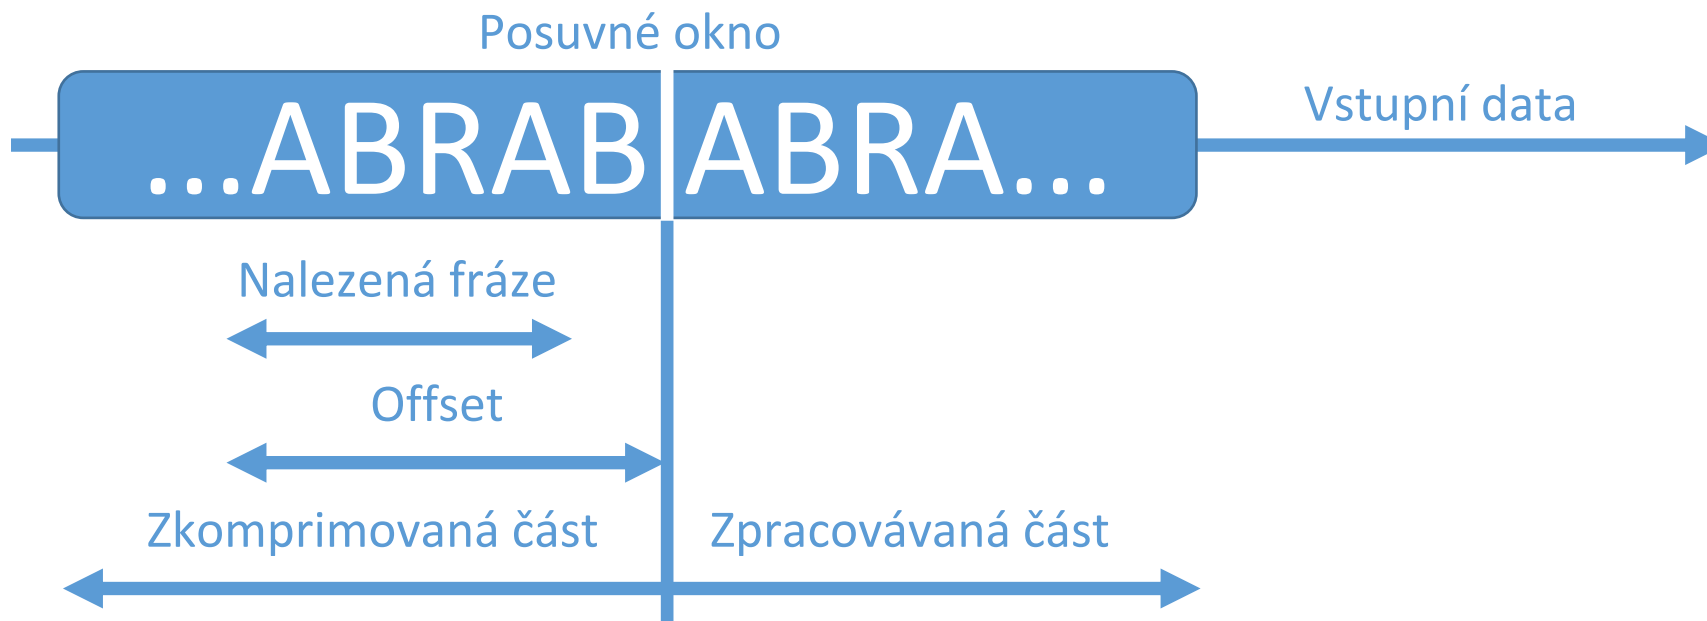 Posuvné okno
...ABRAB ABRA...
Vstupní data
Nalezená fráze
Offset
Zkomprimovaná část
Zpracovávaná část